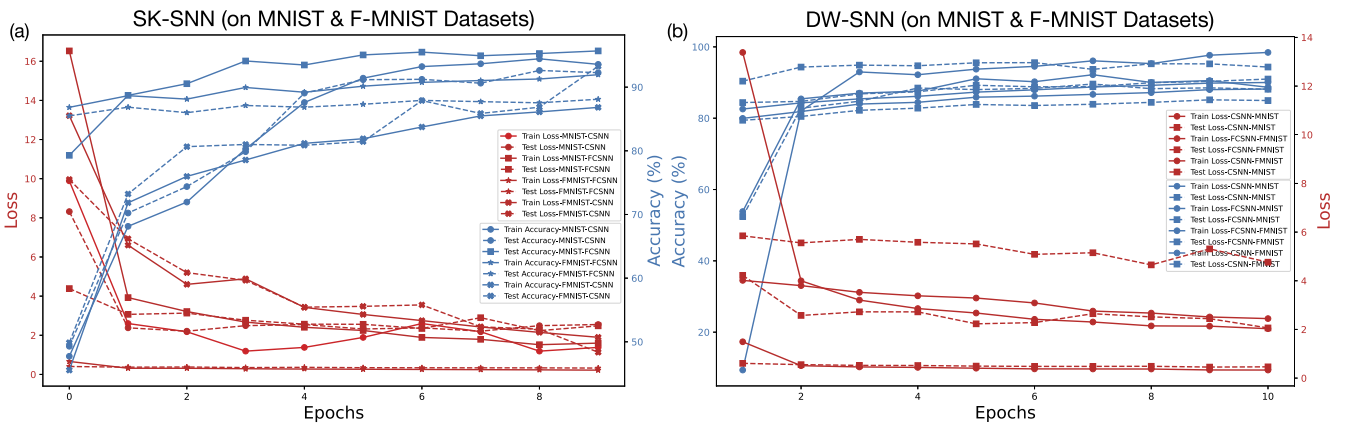 SK-SNN (on MNIST & F-MNIST Datasets)
(a)
16
14
12
10
8
6
4
2
0
Loss
90
80
70
60
50
Accuracy (%)
Train Loss-MNIST-CSNN
Test Loss-MNIST-CSNN
Train Loss-MNIST-FCSNN
Test Loss-MNIST-FCSNN
Train Loss-FMNIST-FCSNN
Test Loss-FMNIST-FCSNN
Train Loss-FMNIST-CSNN
Test Loss-FMNIST-CSNN
Train Accuracy-MNIST-CSNN
Test Accuracy-MNIST-CSNN
Train Accuracy-MNIST-FCSNN
Test Accuracy-MNIST-FCSNN
Train Accuracy-FMNIST-FCSNN
Test Accuracy-FMNIST-FCSNN
Train Accuracy-FMNIST-CSNN
Test Accuracy-FMNIST-CSNN
0 2 4 6 8
Epochs
DW-SNN (on MNIST & F-MNIST Datasets)
(b)
100
80
60
40
20
Accuracy (%)
14
12
10
8
6
4
2
0
Loss
Train Loss-CSNN-MNIST
Test Loss-CSNN-MNIST
Train Loss-FCSNN-FMNIST
Test Loss-FCSNN-FMNIST
Train Loss-CSNN-FMNIST
Test Loss-CSNN-MNIST
Train Loss-CSNN-MNIST
Test Loss-CSNN-MNIST
Train Loss-FCSNN-MNIST
Test Loss-FCSNN-MNIST
Train Loss-FCSNN-FMNIST
Test Loss-FCSNN-FMNIST
Train Loss-CSNN-FMNIST
Test Loss-CSNN-FMNIST
2 4 6 8 10
Epochs